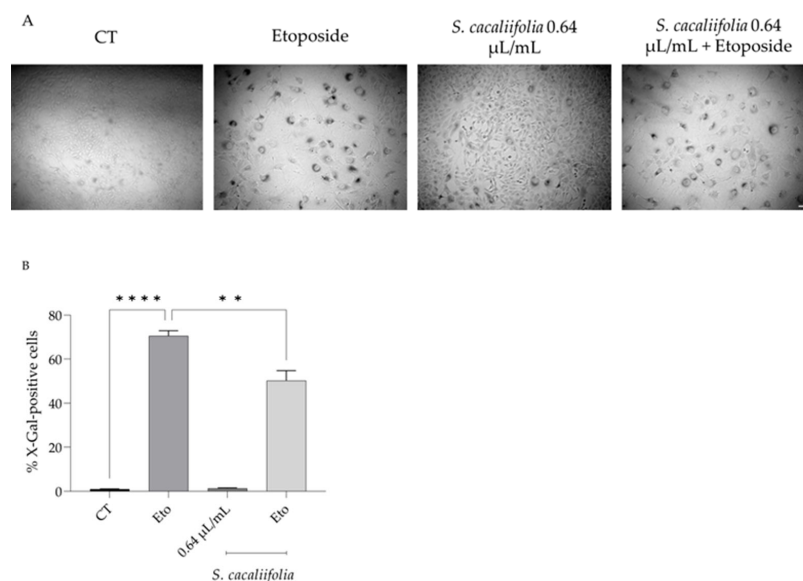 A
CT
Etoposide
S. cacaliifolia 0.64
μL/mL
S. cacaliifolia 0.64
μL/mL + Etoposide
B
****
**
% X-Gal-positive cells
80
60
40
20
0
CT
Eto
0.64 μL/mL
Eto
S. cacaliifolia